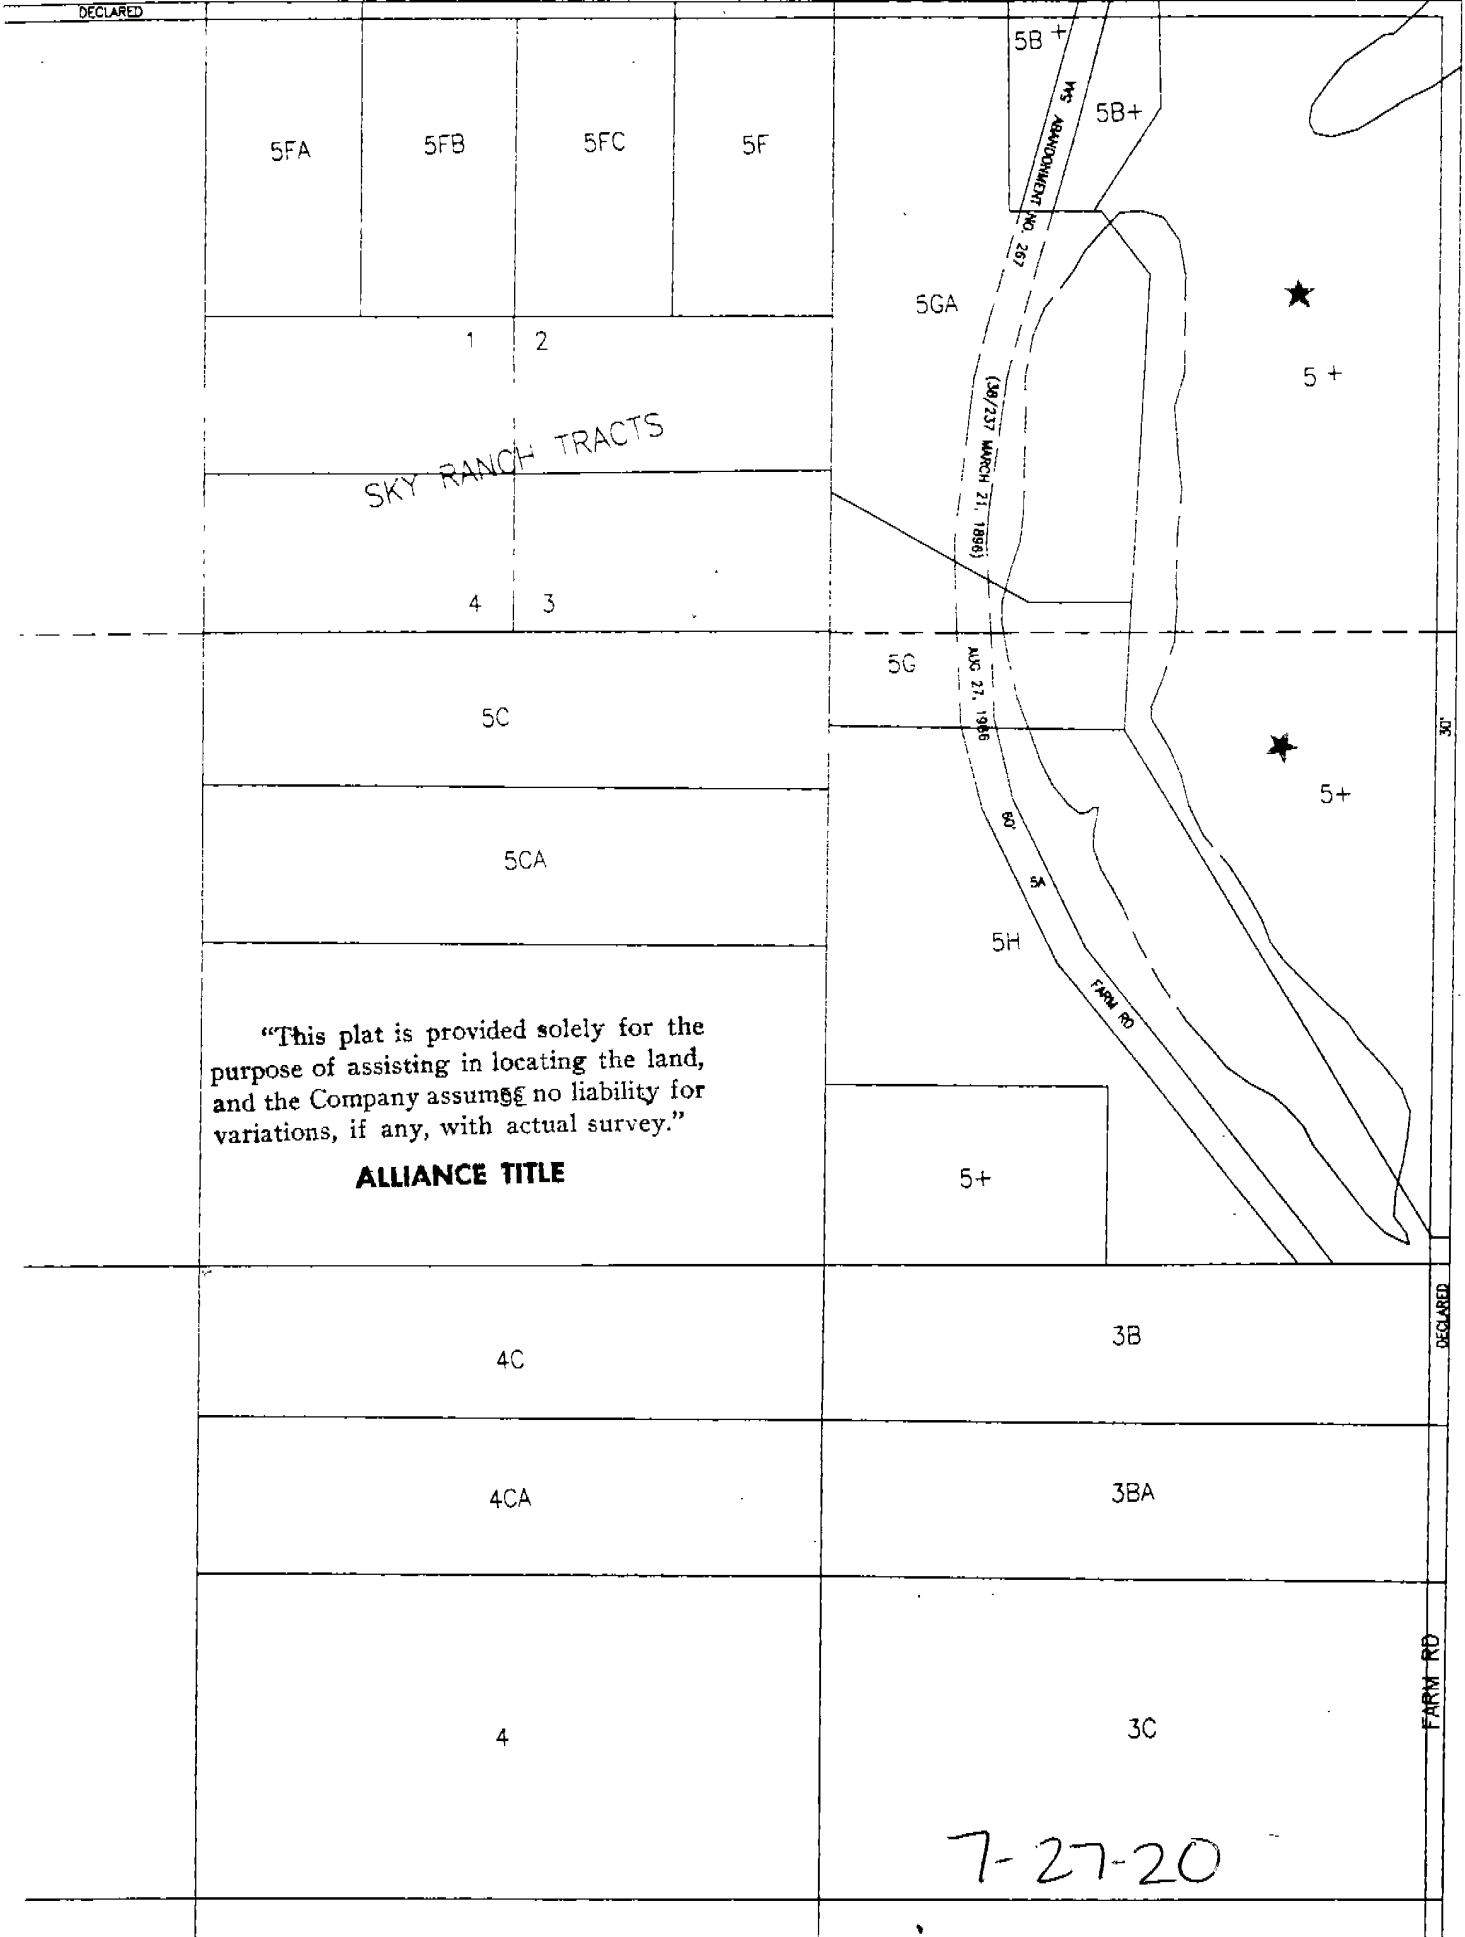 DECLARED
5B +
5B+
5FA
5FB
5FC
5F
VAS ABANDONMENT NO. 267
5GA
5 +
1
2
(38/237 MARCH 21, 1898)
SKY RANCH TRACTS
4
3
5G
AUG 27, 1986
5C
30'
5+
60'
5CA
5A
5H
FARM RD
“This plat is provided solely for the
purpose of assisting in locating the land,
and the Company assumes no liability for
variations, if any, with actual survey.”
ALLIANCE TITLE
5+
DECLARED
3B
4C
4CA
3BA
FARM RD
4
3C
7-27-20